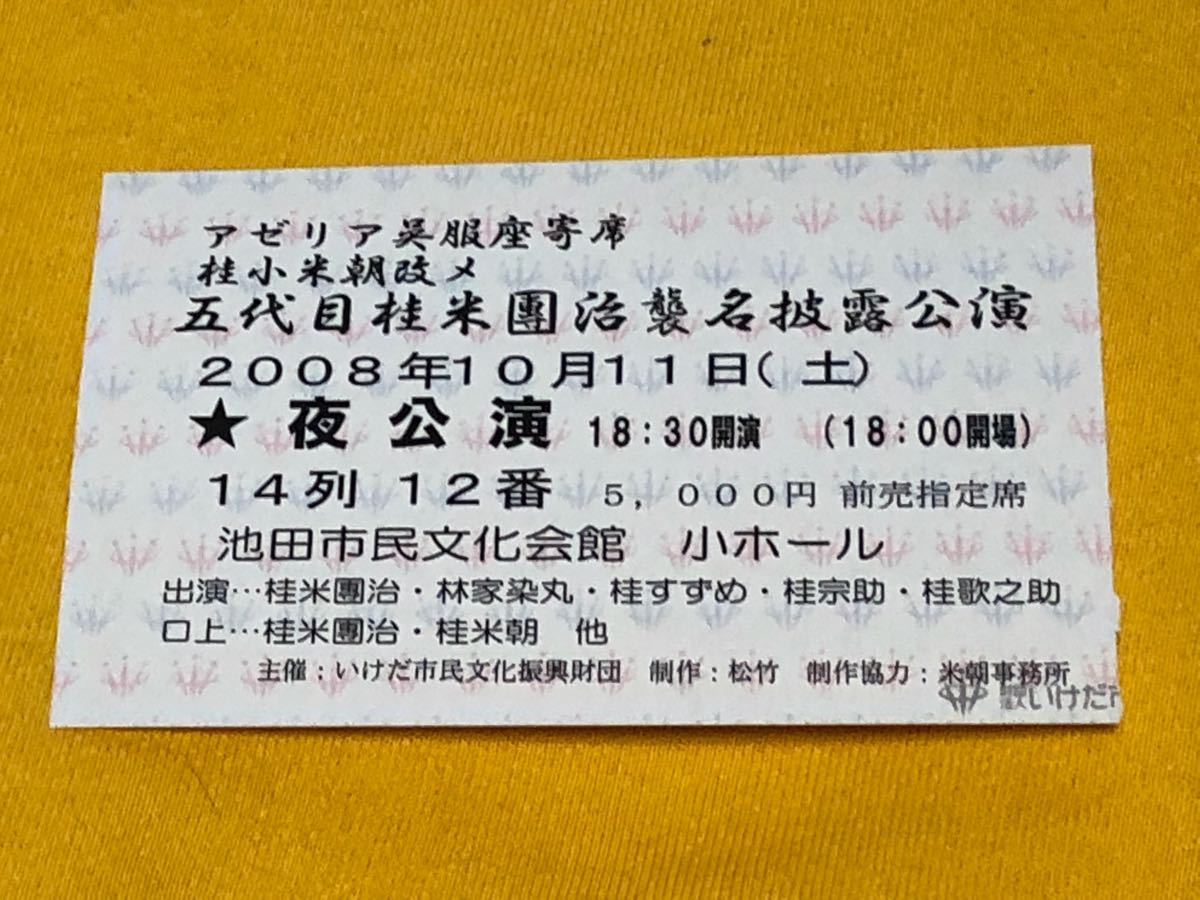 アゼリア呉服座寄席
桂小米朝改メ
五代目桂米團治襲名披露公演
2008年10月11日(土)
★夜公演 18:30開演 (18:00開場)
14列 12番 5,000円 前売指定席
池田市民文化会館 小ホール
出演…桂米團治・林家染丸・桂すずめ・桂宗助・桂歌之助
口上…桂米團治・桂米朝 他
主催:いけだ市民文化振興財団 制作:松竹 制作協力:米朝事務所
いけだ